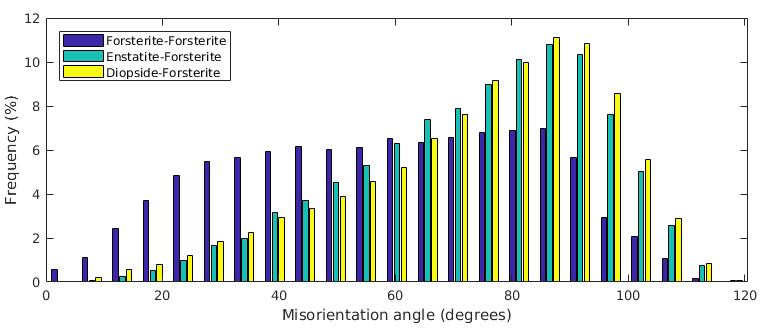 12
10
8
6
4
2
0
Frequency (%)
Forsterite-Forsterite
Enstatite-Forsterite
Diopside-Forsterite
0 20 40 60 80 100 120
Misorientation angle (degrees)